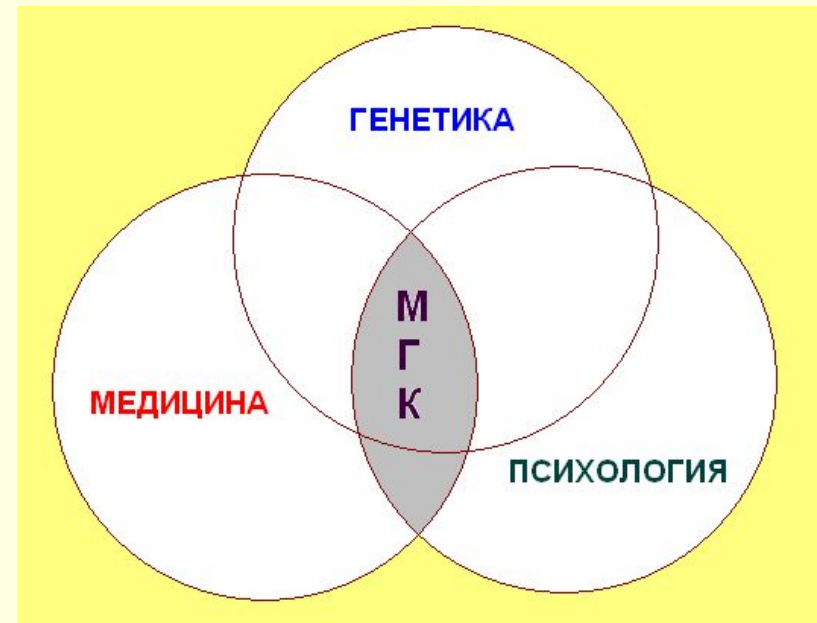 ГЕНЕТИКА
М
Г
К
МЕДИЦИНА
ПСИХОЛОГИЯ